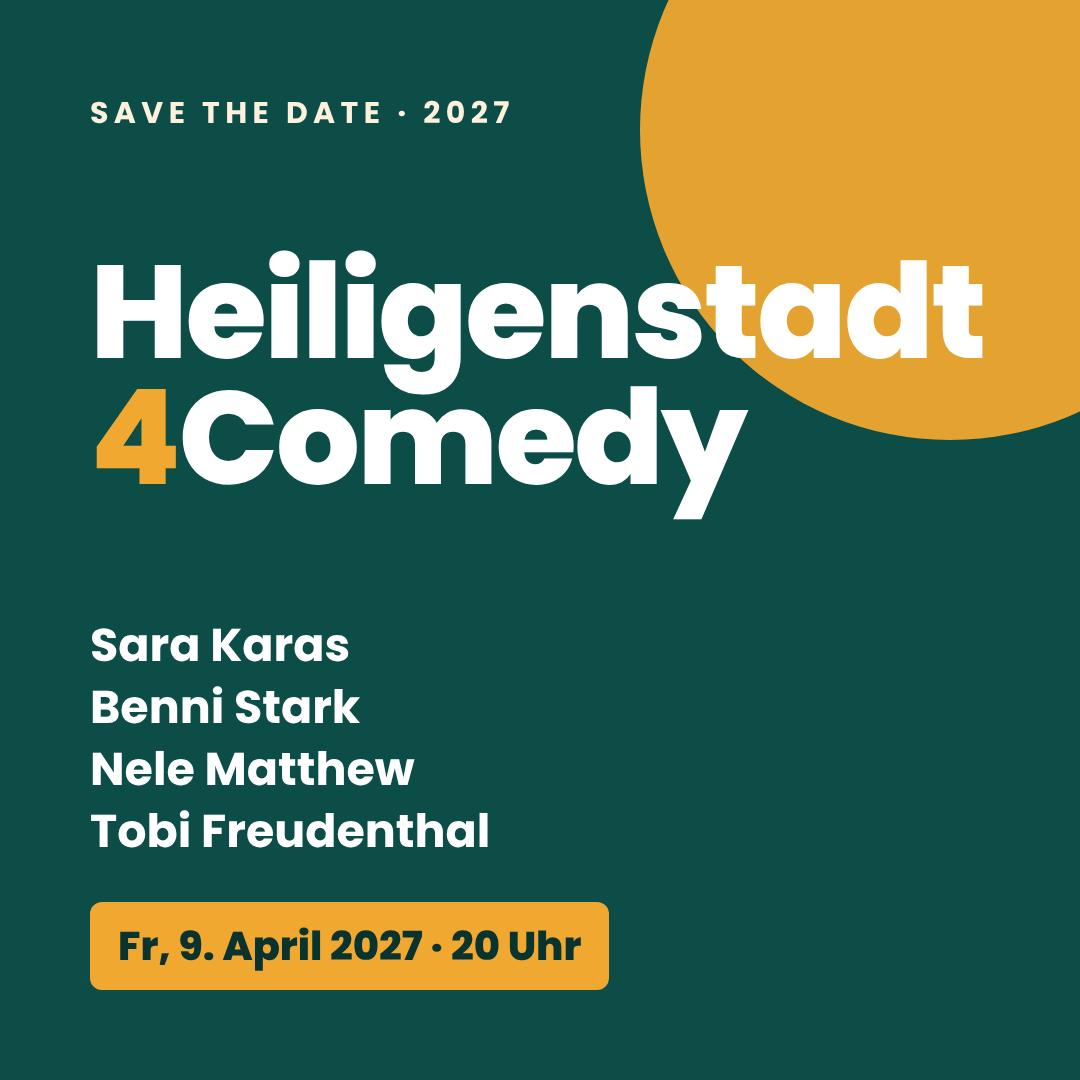 SAVE THE DATE · 2027
Heiligenstadt
4Comedy
Sara Karas
Benni Stark
Nele Matthew
Tobi Freudenthal
Fr, 9. April 2027 · 20 Uhr